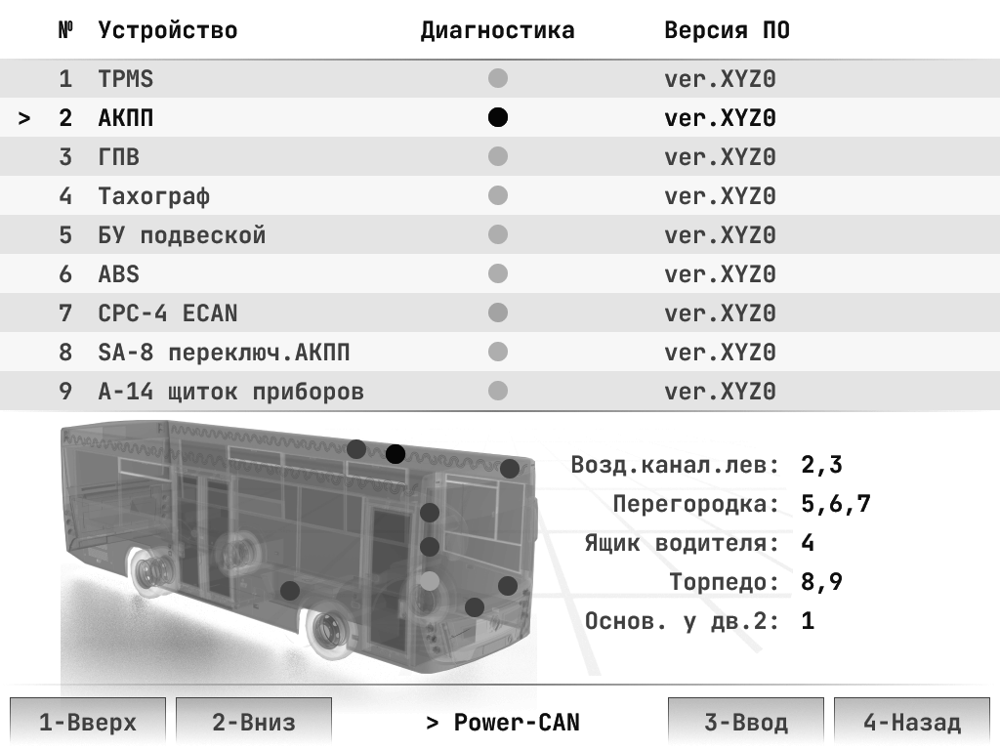 № Устройство Диагностика Версия ПО
1 TPMS ver.XYZ0
> 2 АКПП ver.XYZ0
3 ГПВ ver.XYZ0
4 Тахограф ver.XYZ0
5 БУ подвеской ver.XYZ0
6 ABS ver.XYZ0
7 CPC-4 ECAN ver.XYZ0
8 SA-8 переключ.АКПП ver.XYZ0
9 A-14 щиток приборов ver.XYZ0
Возд.канал.лев: 2,3
Перегородка: 5,6,7
Ящик водителя: 4
Торпедо: 8,9
Основ. у дв.2: 1
1-Вверх 2-Вниз > Power-CAN 3-Ввод 4-Назад